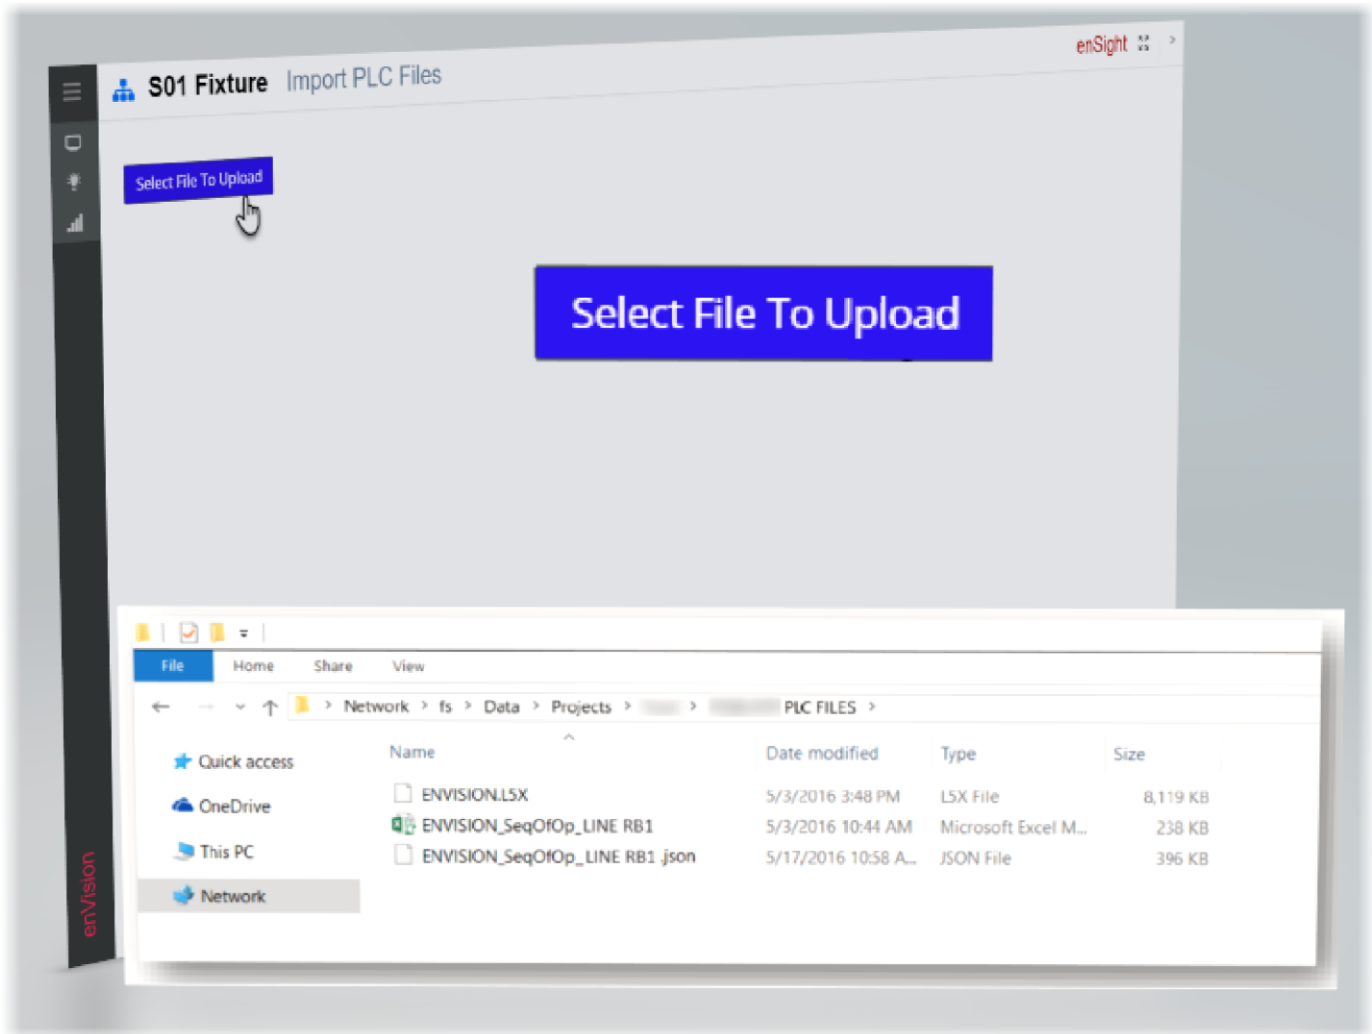 enSight
S01 Fixture Import PLC Files
Select File To Upload
Select File To Upload
File Home Share View
Network > fs > Data > Projects > > PLC FILES >
Name Date modified Type Size
Quick access
OneDrive
This PC
Network
ENVISION.L5X 5/3/2016 3:48 PM L5X File 8,119 KB
ENVISION_SeqOfOp_LINE RB1 5/3/2016 10:44 AM Microsoft Excel M... 238 KB
ENVISION_SeqOfOp_LINE RB1 .json 5/17/2016 10:58 A... JSON File 396 KB
enVision